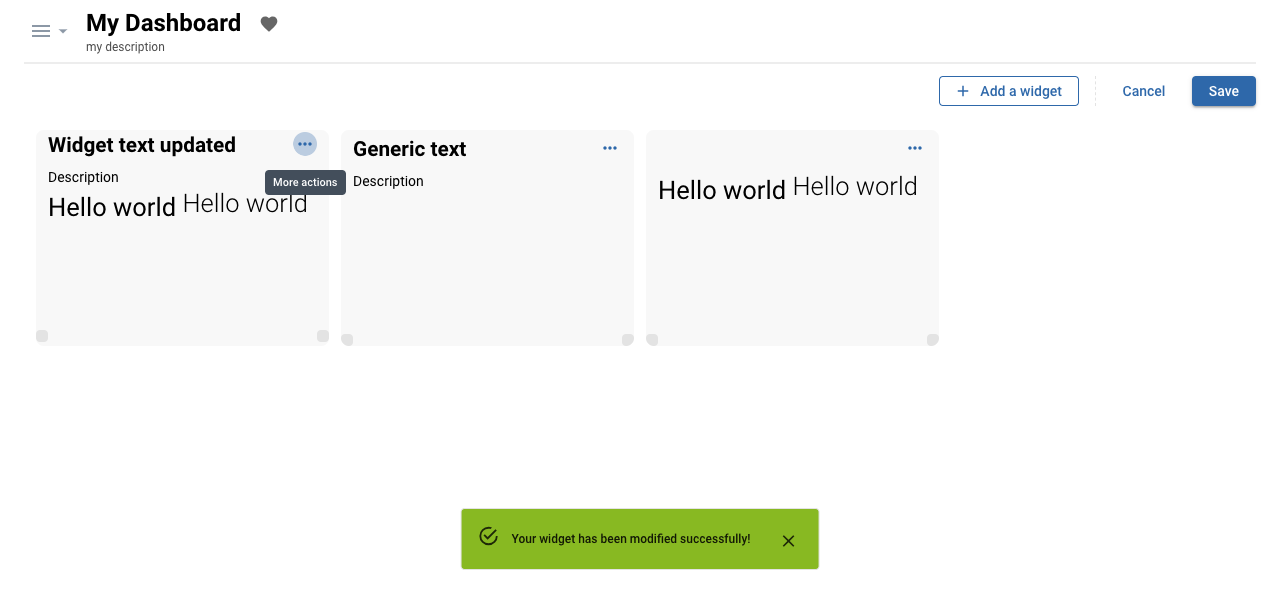 My Dashboard
my description
Add a widget Cancel Save
Widget text updated
Description
More actions
Hello world Hello world
Generic text
Description
Hello world Hello world
Your widget has been modified successfully!